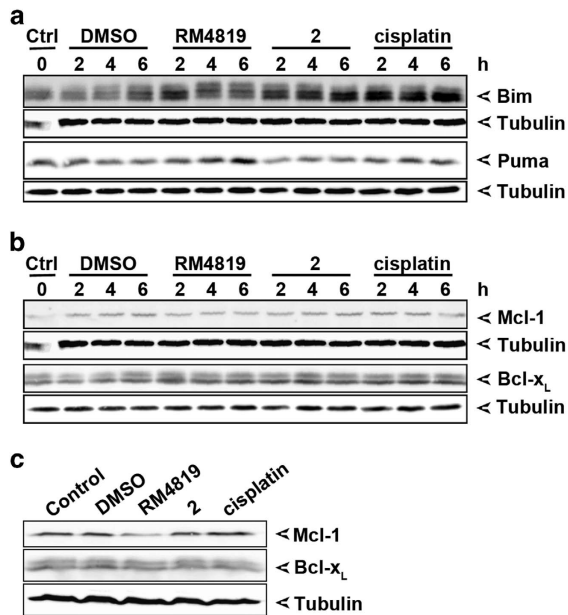 a
Ctrl DMSO RM4819 2 cisplatin
0 2 4 6 2 4 6 2 4 6 2 4 6 h
Bim
Tubulin
Puma
Tubulin
b
Ctrl DMSO RM4819 2 cisplatin
0 2 4 6 2 4 6 2 4 6 2 4 6 h
Mcl-1
Tubulin
Bcl-xL
Tubulin
c
Control DMSO RM4819 2 cisplatin
Mcl-1
Bcl-xL
Tubulin